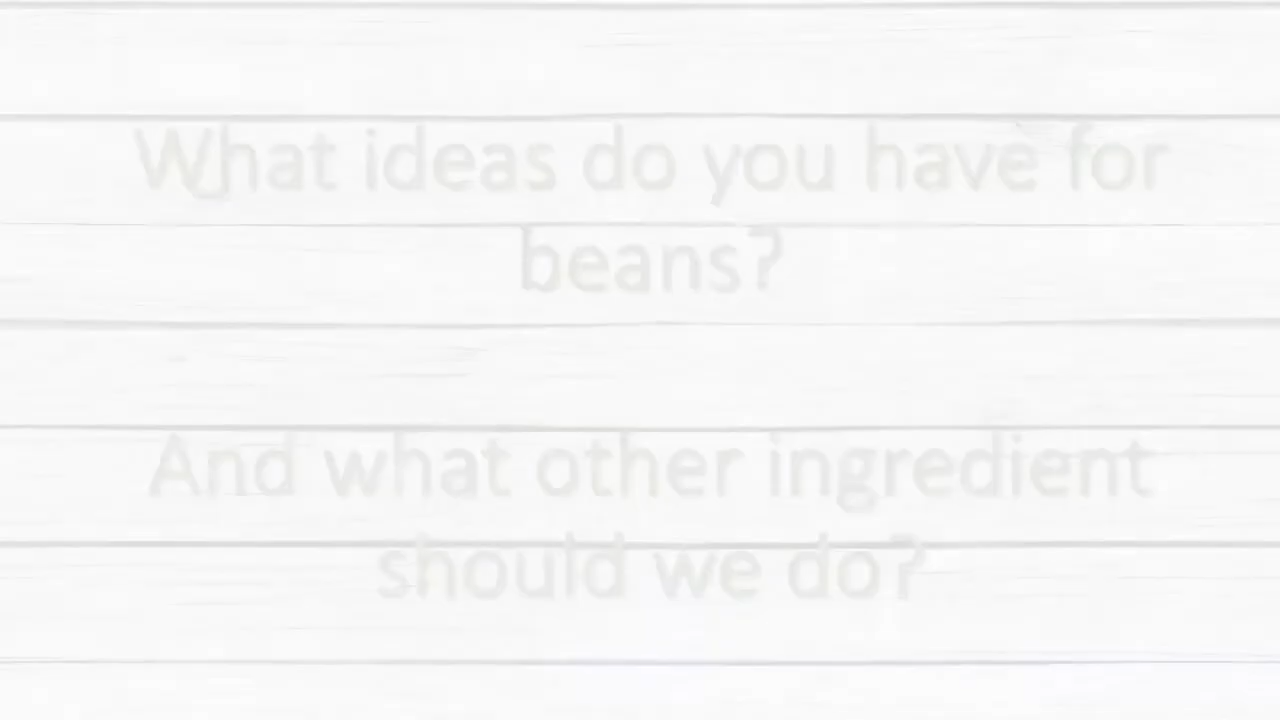 What ideas do you have for
beans?
And what other ingredient
should we do?